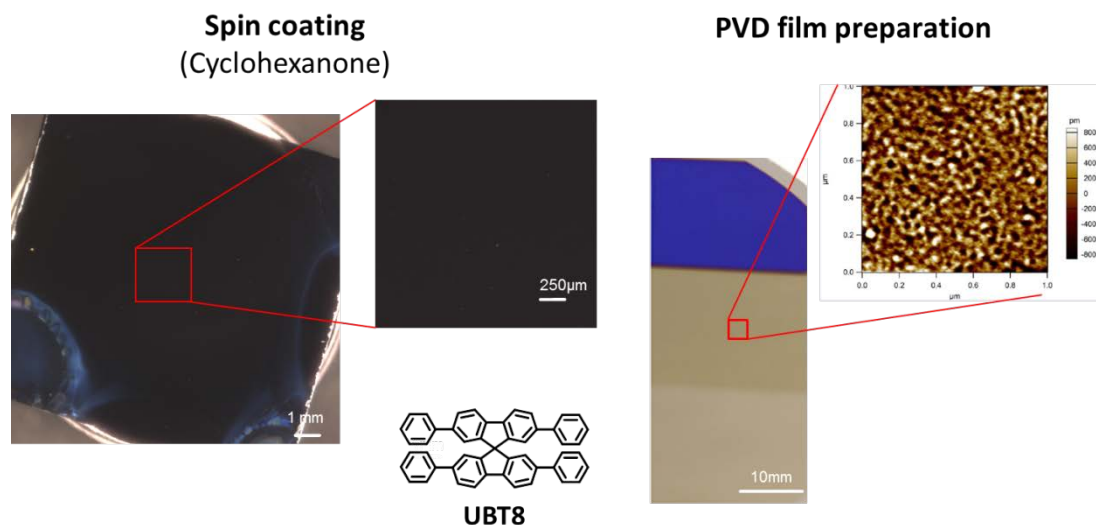 Spin coating
(Cyclohexanone)
PVD film preparation
1 mm
250μm
UBT8
10mm
1.0
0.8
0.6
0.4
0.2
0.0
μm
0.0 0.2 0.4 0.6 0.8 1.0
μm
pm
800
600
400
200
0
-200
-400
-600
-800